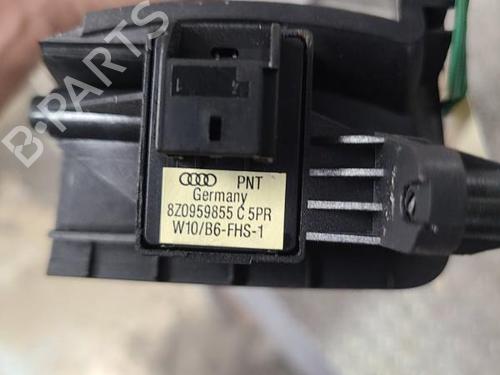 PNT
Germany
8Z0959855 C 5PR
W10/B6-FHS-1
B-PARTS